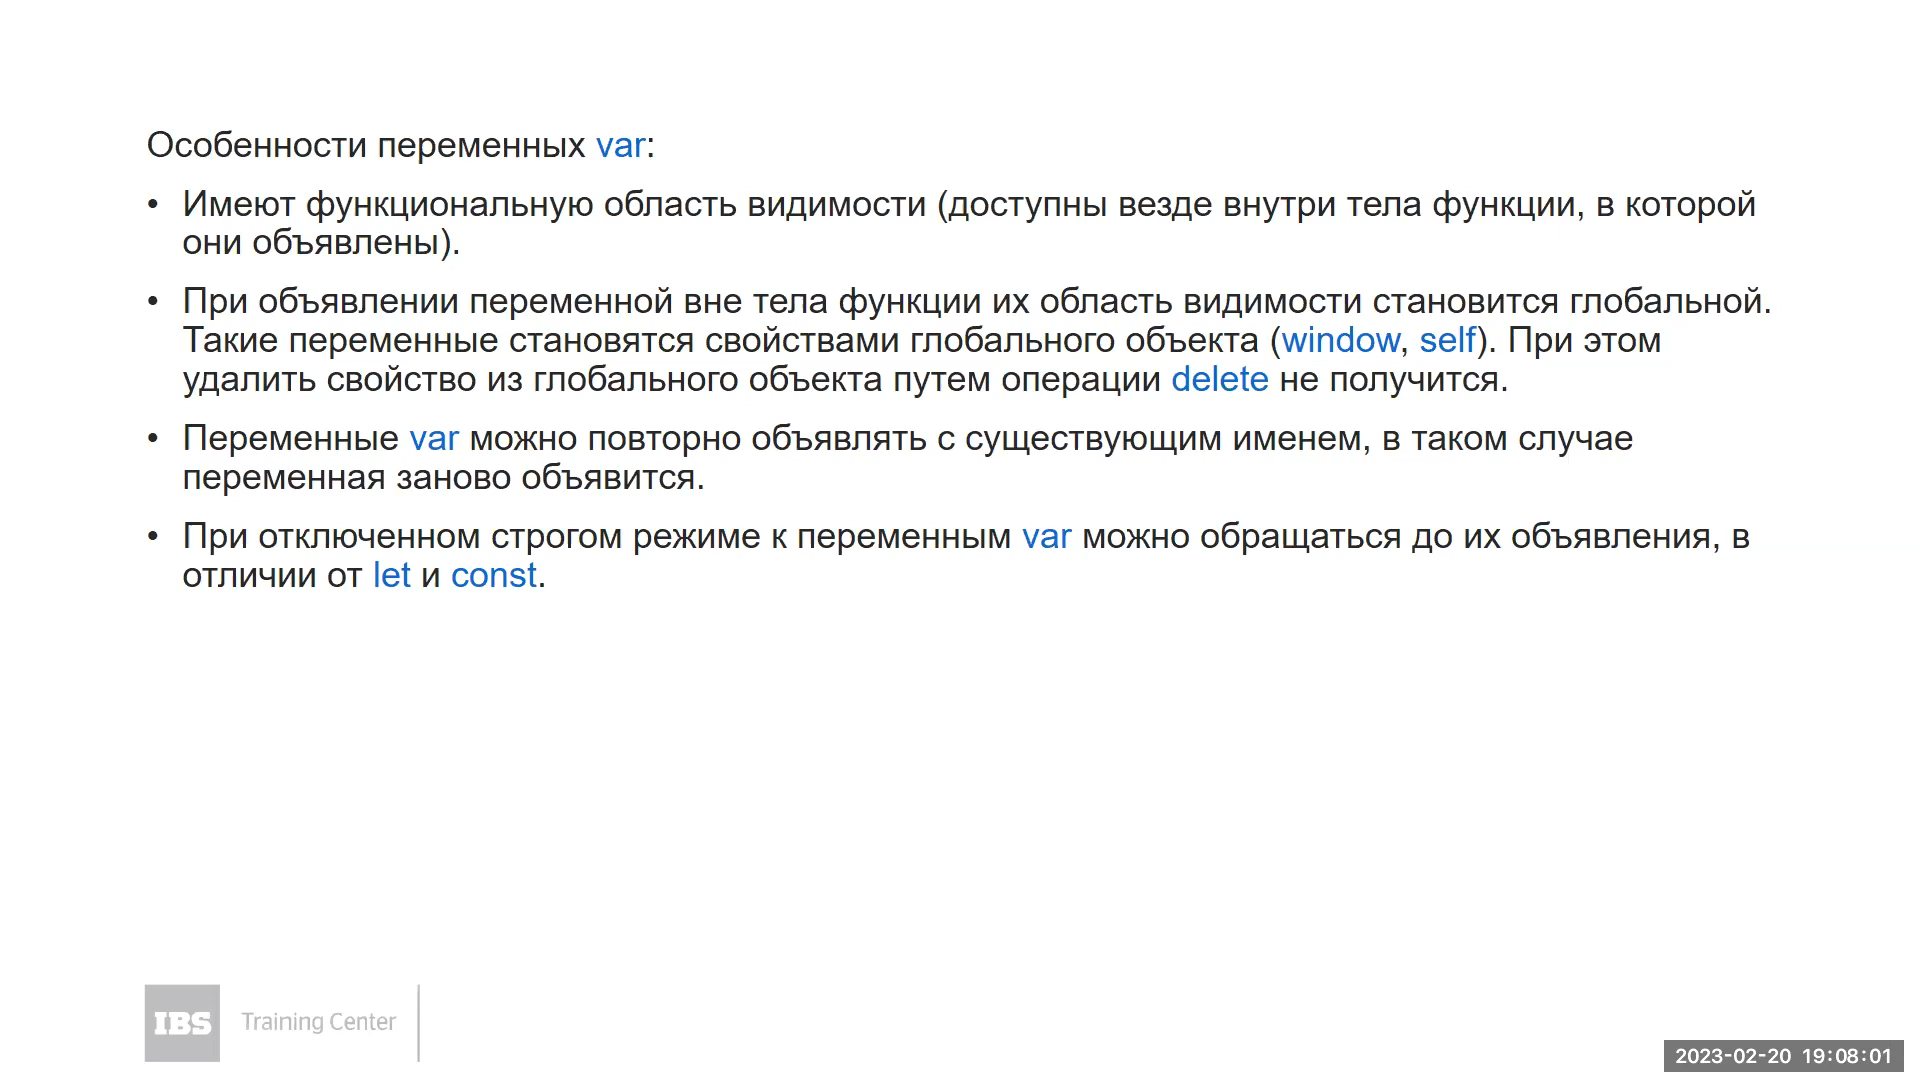 Особенности переменных var:
• Имеют функциональную область видимости (доступны везде внутри тела функции, в которой
они объявлены).
• При объявлении переменной вне тела функции их область видимости становится глобальной.
Такие переменные становятся свойствами глобального объекта (window, self). При этом
удалить свойство из глобального объекта путем операции delete не получится.
• Переменные var можно повторно объявлять с существующим именем, в таком случае
переменная заново объявится.
• При отключенном строгом режиме к переменным var можно обращаться до их объявления, в
отличии от let и const.
IBS Training Center
2023-02-20 19:08:01